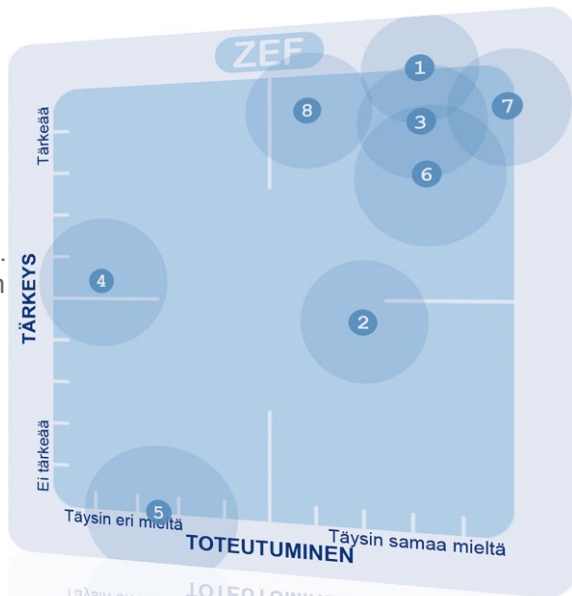 ZEF
1
7
8
3
6
Tärkeää
4
TÄRKEYS
2
Ei tärkeää
5
Täysin eri mieltä
Täysin samaa mieltä
TOTEUTUMINEN